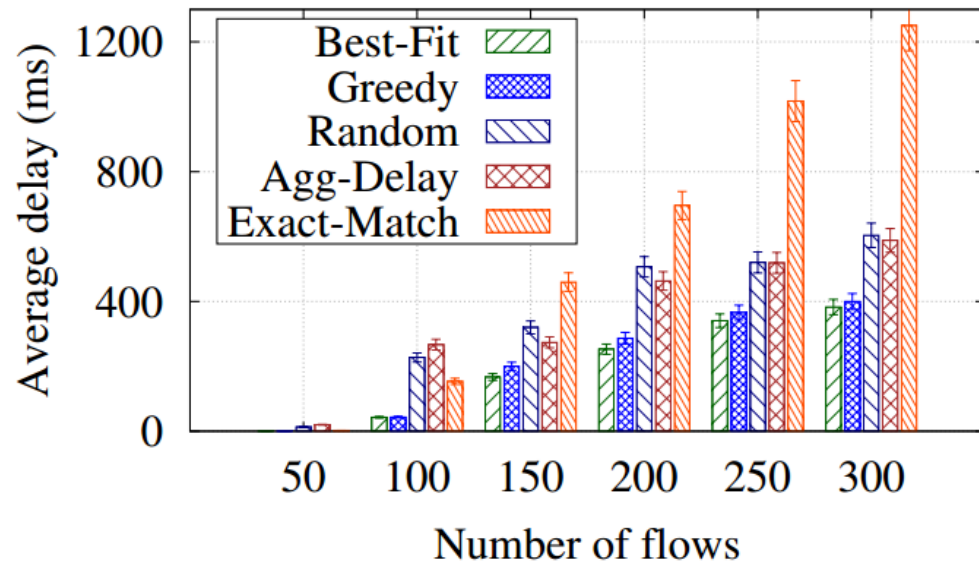 Average delay (ms)
1200
800
400
0
Best-Fit
Greedy
Random
Agg-Delay
Exact-Match
50 100 150 200 250 300
Number of flows